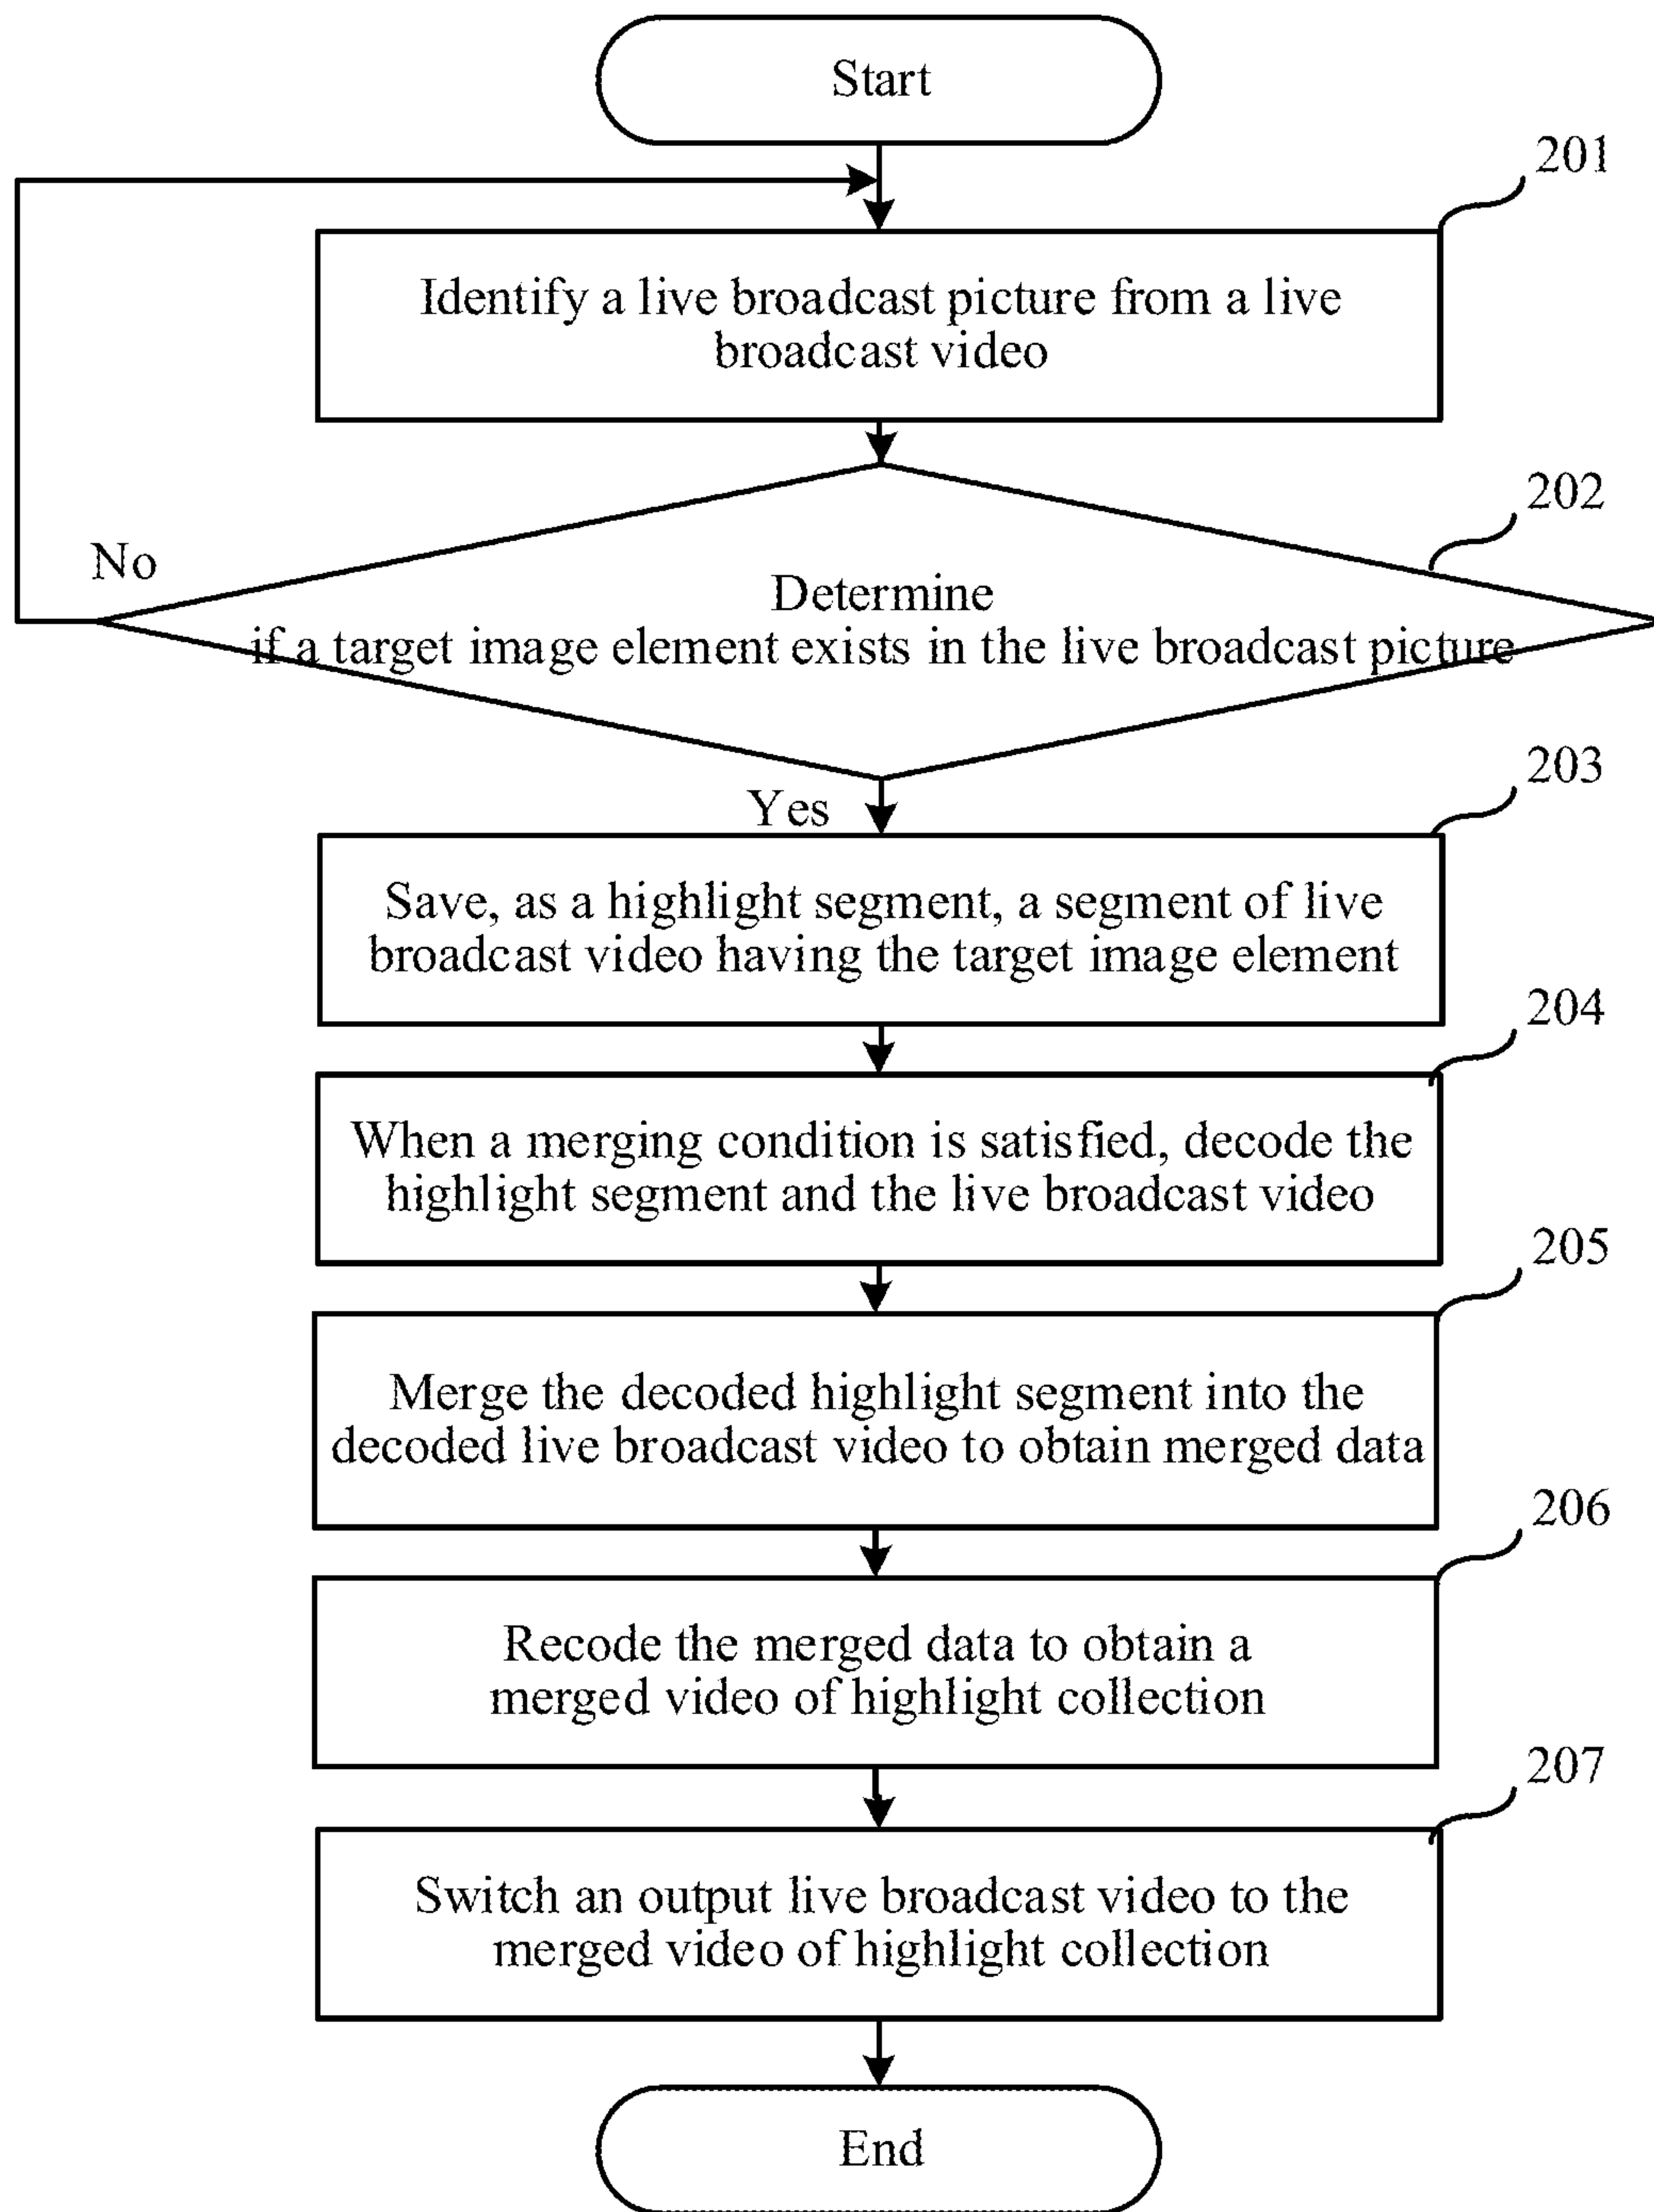 Start
201
Identify a live broadcast picture from a live
broadcast video
202
No
Determine
if a target image element exists in the live broadcast picture
Yes
203
Save, as a highlight segment, a segment of live
broadcast video having the target image element
204
When a merging condition is satisfied, decode the
highlight segment and the live broadcast video
205
Merge the decoded highlight segment into the
decoded live broadcast video to obtain merged data
206
Recode the merged data to obtain a
merged video of highlight collection
207
Switch an output live broadcast video to the
merged video of highlight collection
End